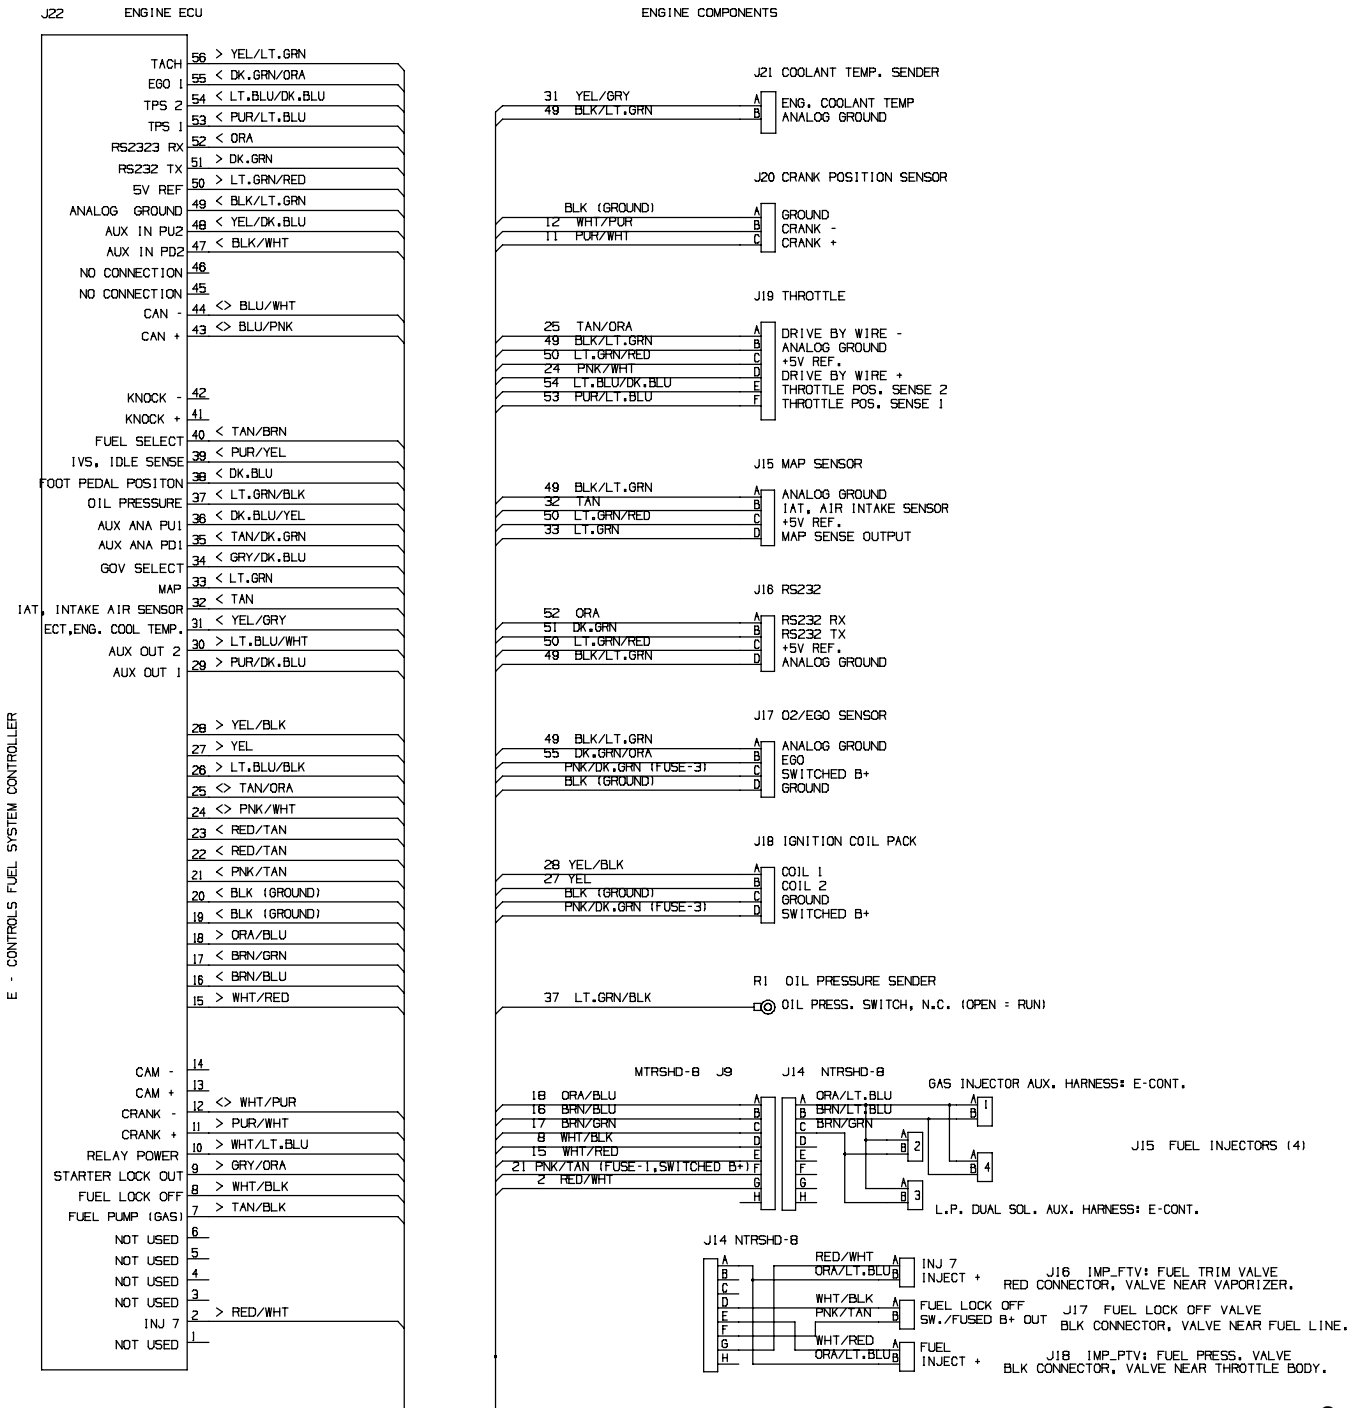 J22 ENGINE ECU
ENGINE COMPONENTS
E - CONTROLS FUEL SYSTEM CONTROLLER
TACH 56 > YEL/LT.GRN
EGO 1 55 < DK.GRN/ORA
TPS 2 54 < LT.BLU/DK.BLU
TPS 1 53 < PUR/LT.BLU
RS2323 RX 52 < ORA
RS232 TX 51 > DK.GRN
5V REF 50 > LT.GRN/RED
ANALOG GROUND 49 < BLK/LT.GRN
AUX IN PU2 48 < YEL/DK.BLU
AUX IN PD2 47 < BLK/WHT
NO CONNECTION 46
NO CONNECTION 45
CAN - 44 <> BLU/WHT
CAN + 43 <> BLU/PNK
KNOCK - 42
KNOCK + 41
FUEL SELECT 40 < TAN/BRN
IVS, IDLE SENSE 39 < PUR/YEL
FOOT PEDAL POSITON 38 < DK.BLU
OIL PRESSURE 37 < LT.GRN/BLK
AUX ANA PU1 36 < DK.BLU/YEL
AUX ANA PD1 35 < TAN/DK.GRN
GOV SELECT 34 < GRY/DK.BLU
MAP 33 < LT.GRN
IAT, INTAKE AIR SENSOR 32 < TAN
ECT,ENG. COOL TEMP. 31 < YEL/GRY
AUX OUT 2 30 > LT.BLU/WHT
AUX OUT 1 29 > PUR/DK.BLU
28 > YEL/BLK
27 > YEL
26 > LT.BLU/BLK
25 <> TAN/ORA
24 <> PNK/WHT
23 < RED/TAN
22 < RED/TAN
21 < PNK/TAN
20 < BLK (GROUND)
19 < BLK (GROUND)
18 > ORA/BLU
17 < BRN/GRN
16 < BRN/BLU
15 > WHT/RED
CAM - 14
CAM + 13
CRANK - 12 <> WHT/PUR
CRANK + 11 > PUR/WHT
RELAY POWER 10 > WHT/LT.BLU
STARTER LOCK OUT 9 > GRY/ORA
FUEL LOCK OFF 8 > WHT/BLK
FUEL PUMP (GAS) 7 > TAN/BLK
NOT USED 6
NOT USED 5
NOT USED 4
NOT USED 3
INJ 7 2 > RED/WHT
NOT USED 1
J21 COOLANT TEMP. SENDER
31 YEL/GRY A ENG. COOLANT TEMP
49 BLK/LT.GRN B ANALOG GROUND
J20 CRANK POSITION SENSOR
BLK (GROUND) A GROUND
12 WHT/PUR B CRANK -
11 PUR/WHT C CRANK +
J19 THROTTLE
25 TAN/ORA A DRIVE BY WIRE -
49 BLK/LT.GRN B ANALOG GROUND
50 LT.GRN/RED C +5V REF.
24 PNK/WHT D DRIVE BY WIRE +
54 LT.BLU/DK.BLU E THROTTLE POS. SENSE 2
53 PUR/LT.BLU F THROTTLE POS. SENSE 1
J15 MAP SENSOR
49 BLK/LT.GRN A ANALOG GROUND
32 TAN B IAT, AIR INTAKE SENSOR
50 LT.GRN/RED C +5V REF.
33 LT.GRN D MAP SENSE OUTPUT
J16 RS232
52 ORA A RS232 RX
51 DK.GRN B RS232 TX
50 LT.GRN/RED C +5V REF.
49 BLK/LT.GRN D ANALOG GROUND
J17 O2/EGO SENSOR
49 BLK/LT.GRN A ANALOG GROUND
55 DK.GRN/ORA B EGO
PNK/DK.GRN (FUSE-3) C SWITCHED B+
BLK (GROUND) D GROUND
J18 IGNITION COIL PACK
28 YEL/BLK A COIL 1
27 YEL B COIL 2
BLK (GROUND) C GROUND
PNK/DK.GRN (FUSE-3) D SWITCHED B+
R1 OIL PRESSURE SENDER
37 LT.GRN/BLK OIL PRESS. SWITCH, N.C. (OPEN = RUN)
MTRSHD-8 J9 J14 NTRSHD-8
GAS INJECTOR AUX. HARNESS: E-CONT.
18 ORA/BLU A A ORA/LT.BLU A 1
16 BRN/BLU B B BRN/LT.BLU B
17 BRN/GRN C C BRN/GRN
8 WHT/BLK D D A 2
15 WHT/RED E E B
J15 FUEL INJECTORS (4)
21 PNK/TAN (FUSE-1,SWITCHED B+) F F A 4
B
2 RED/WHT G G A 3
H H B
L.P. DUAL SOL. AUX. HARNESS: E-CONT.
J14 NTRSHD-8
A RED/WHT A INJ 7
B ORA/LT.BLU B INJECT +
J16 IMP_FTV: FUEL TRIM VALVE
RED CONNECTOR, VALVE NEAR VAPORIZER.
C
D WHT/BLK A FUEL LOCK OFF
E PNK/TAN B SW./FUSED B+ OUT
J17 FUEL LOCK OFF VALVE
BLK CONNECTOR, VALVE NEAR FUEL LINE.
F
G WHT/RED A FUEL
H ORA/LT.BLU B INJECT +
J18 IMP_PTV: FUEL PRESS. VALVE
BLK CONNECTOR, VALVE NEAR THROTTLE BODY.